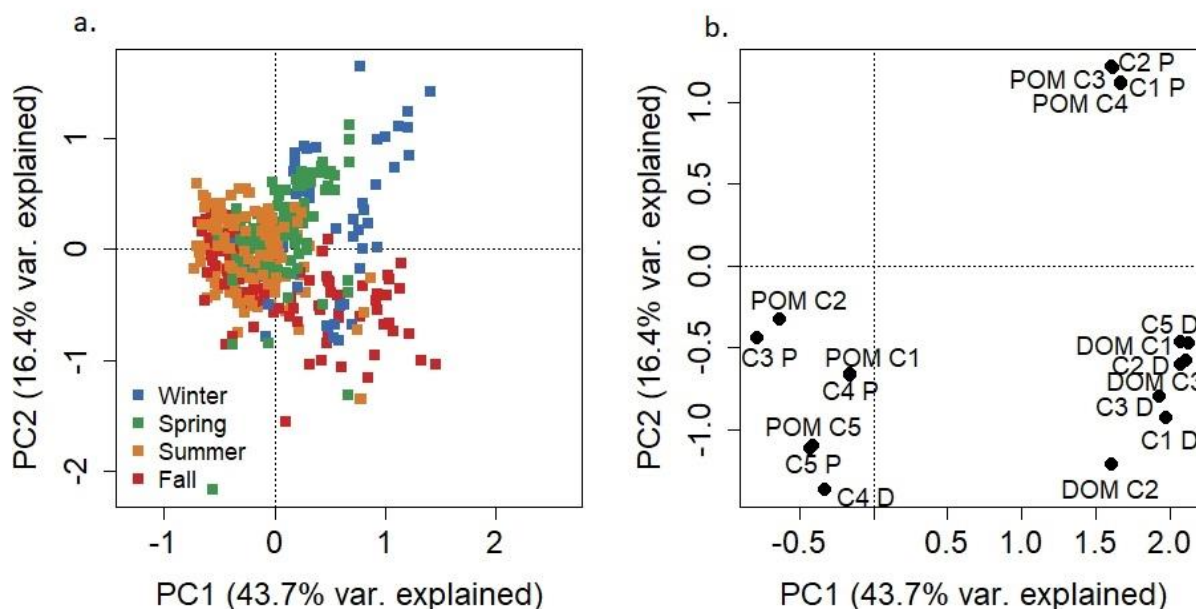 a.
PC2 (16.4% var. explained)
1
0
-1
-2
Winter
Spring
Summer
Fall
-1
0
1
2
PC1 (43.7% var. explained)
b.
PC2 (16.4% var. explained)
1.0
0.5
0.0
-0.5
-1.0
C2 P
POM C3
C1 P
POM C4
POM C2
C3 P
POM C1
C4 P
POM C5
C5 P
C4 D
C5 D
DOM C1
C2 D
DOM C3
C3 D
C1 D
DOM C2
-0.5
0.5
1.0
1.5
2.0
PC1 (43.7% var. explained)